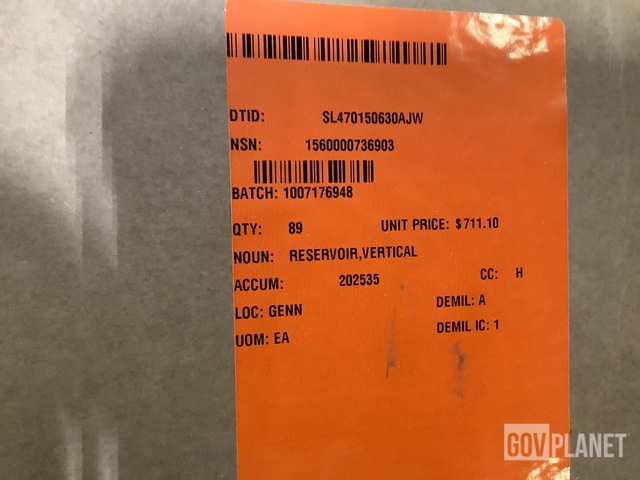 DTID: SL470150630AJW
NSN: 1560000736903
BATCH: 1007176948
QTY: 89 UNIT PRICE: $711.10
NOUN: RESERVOIR,VERTICAL
ACCUM: 202535 CC: H
LOC: GENN DEMIL: A
UOM: EA DEMIL IC: 1
GOVPLANET